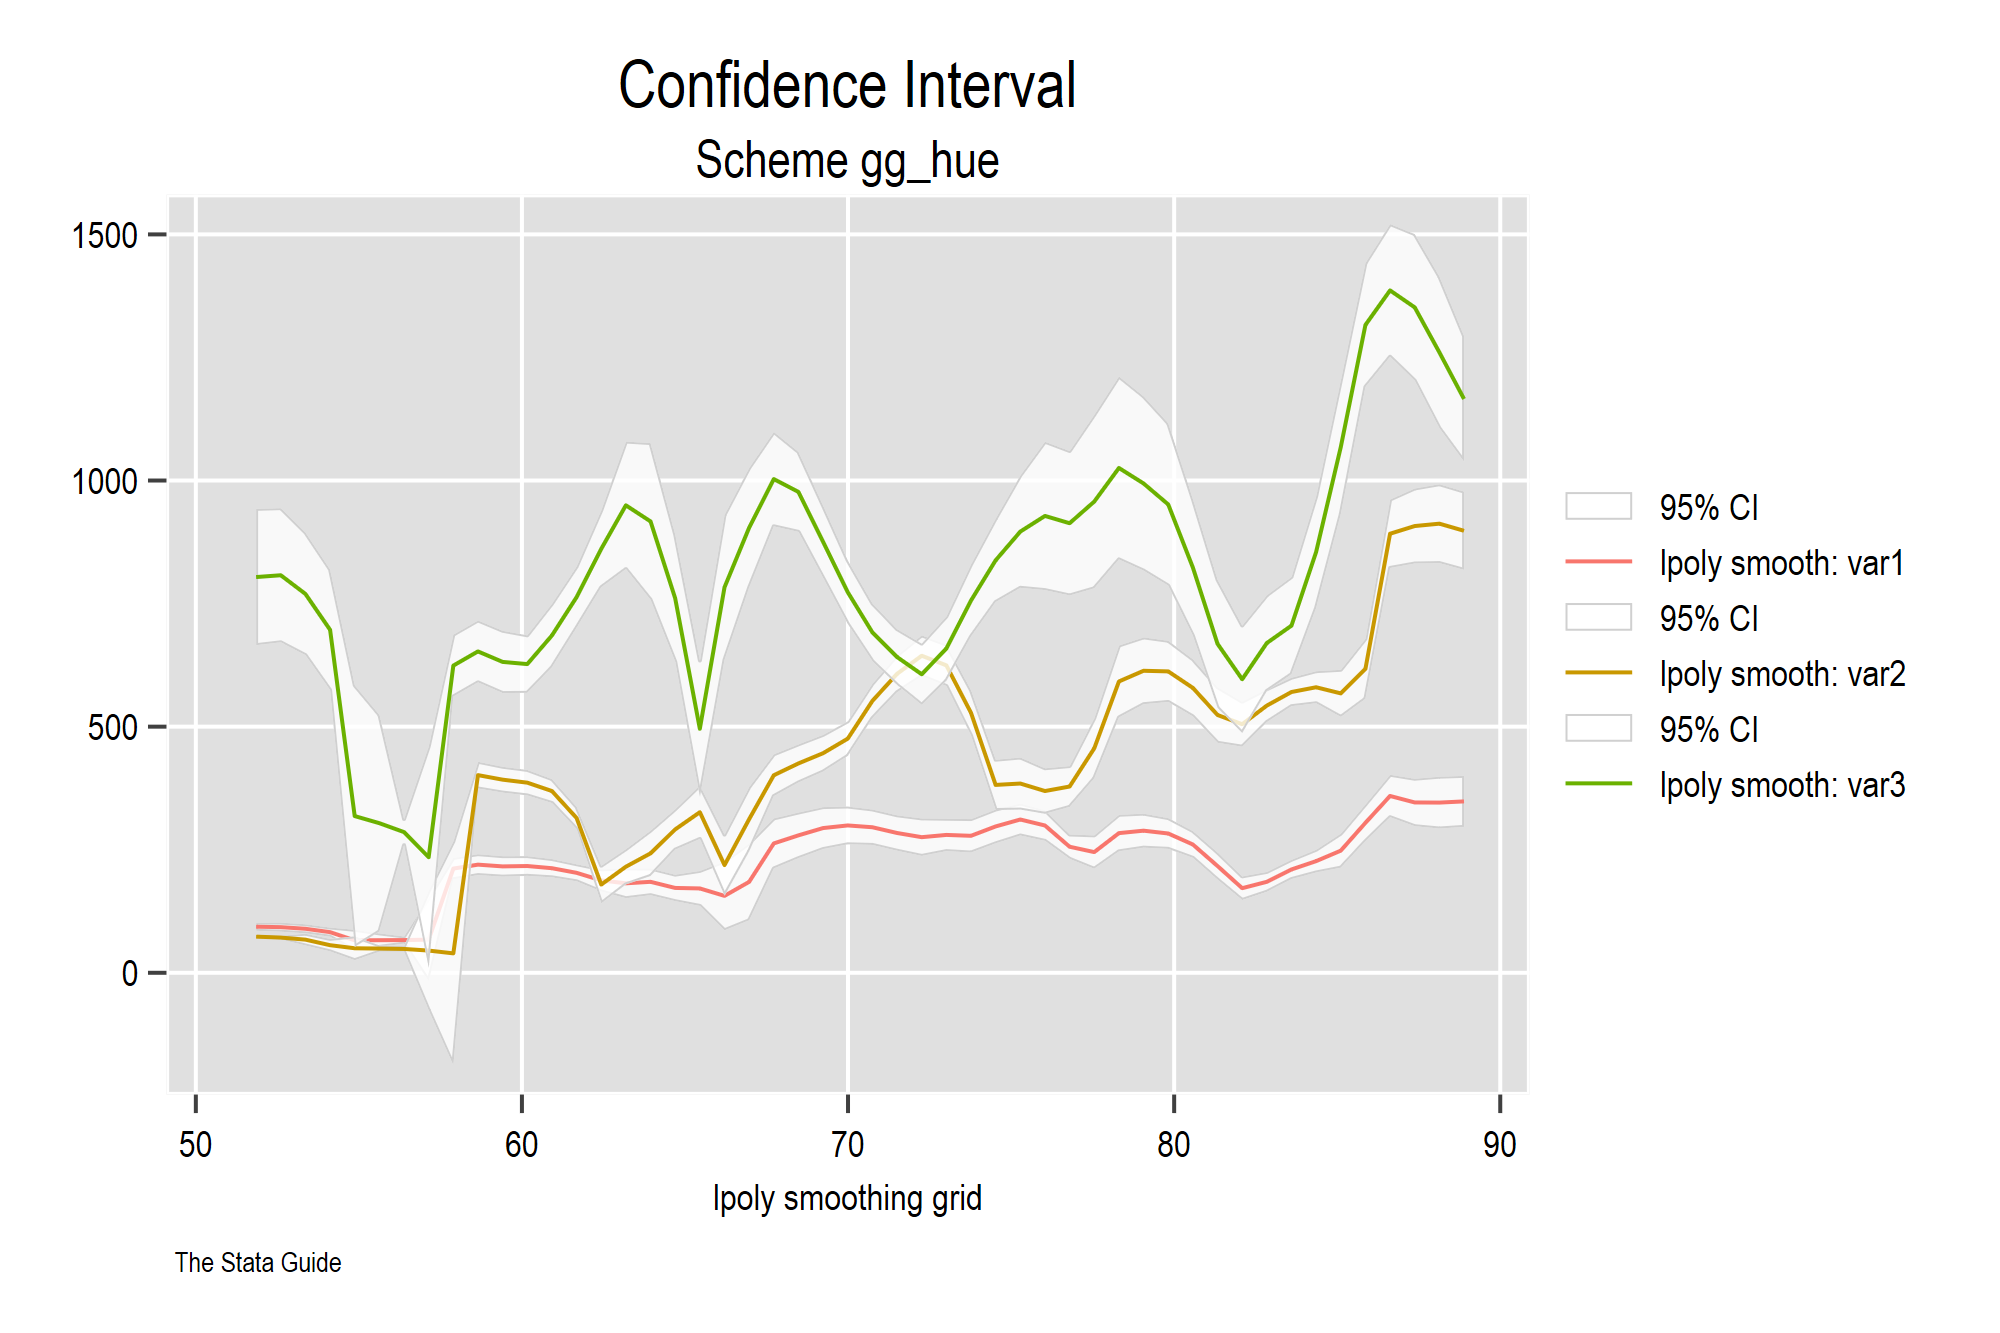 Confidence Interval
Scheme gg_hue
1500
1000
500
0
50 60 70 80 90
lpoly smoothing grid
95% CI
lpoly smooth: var1
95% CI
lpoly smooth: var2
95% CI
lpoly smooth: var3
The Stata Guide